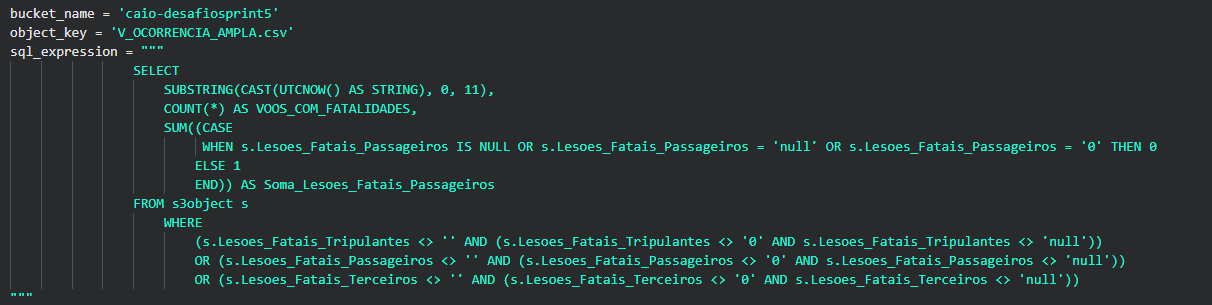 bucket_name = 'caio-desafiosprint5'
object_key = 'V_OCORRENCIA_AMPLA.csv'
sql_expression = """
SELECT
SUBSTRING(CAST(UTCNOW() AS STRING), 0, 11),
COUNT(*) AS VOOS_COM_FATALIDADES,
SUM((CASE
WHEN s.Lesoes_Fatais_Passageiros IS NULL OR s.Lesoes_Fatais_Passageiros = 'null' OR s.Lesoes_Fatais_Passageiros = '0' THEN 0
ELSE 1
END)) AS Soma_Lesoes_Fatais_Passageiros
FROM s3object s
WHERE
(s.Lesoes_Fatais_Tripulantes <> '' AND (s.Lesoes_Fatais_Tripulantes <> '0' AND s.Lesoes_Fatais_Tripulantes <> 'null'))
OR (s.Lesoes_Fatais_Passageiros <> '' AND (s.Lesoes_Fatais_Passageiros <> '0' AND s.Lesoes_Fatais_Passageiros <> 'null'))
OR (s.Lesoes_Fatais_Terceiros <> '' AND (s.Lesoes_Fatais_Terceiros <> '0' AND s.Lesoes_Fatais_Terceiros <> 'null'))
"""